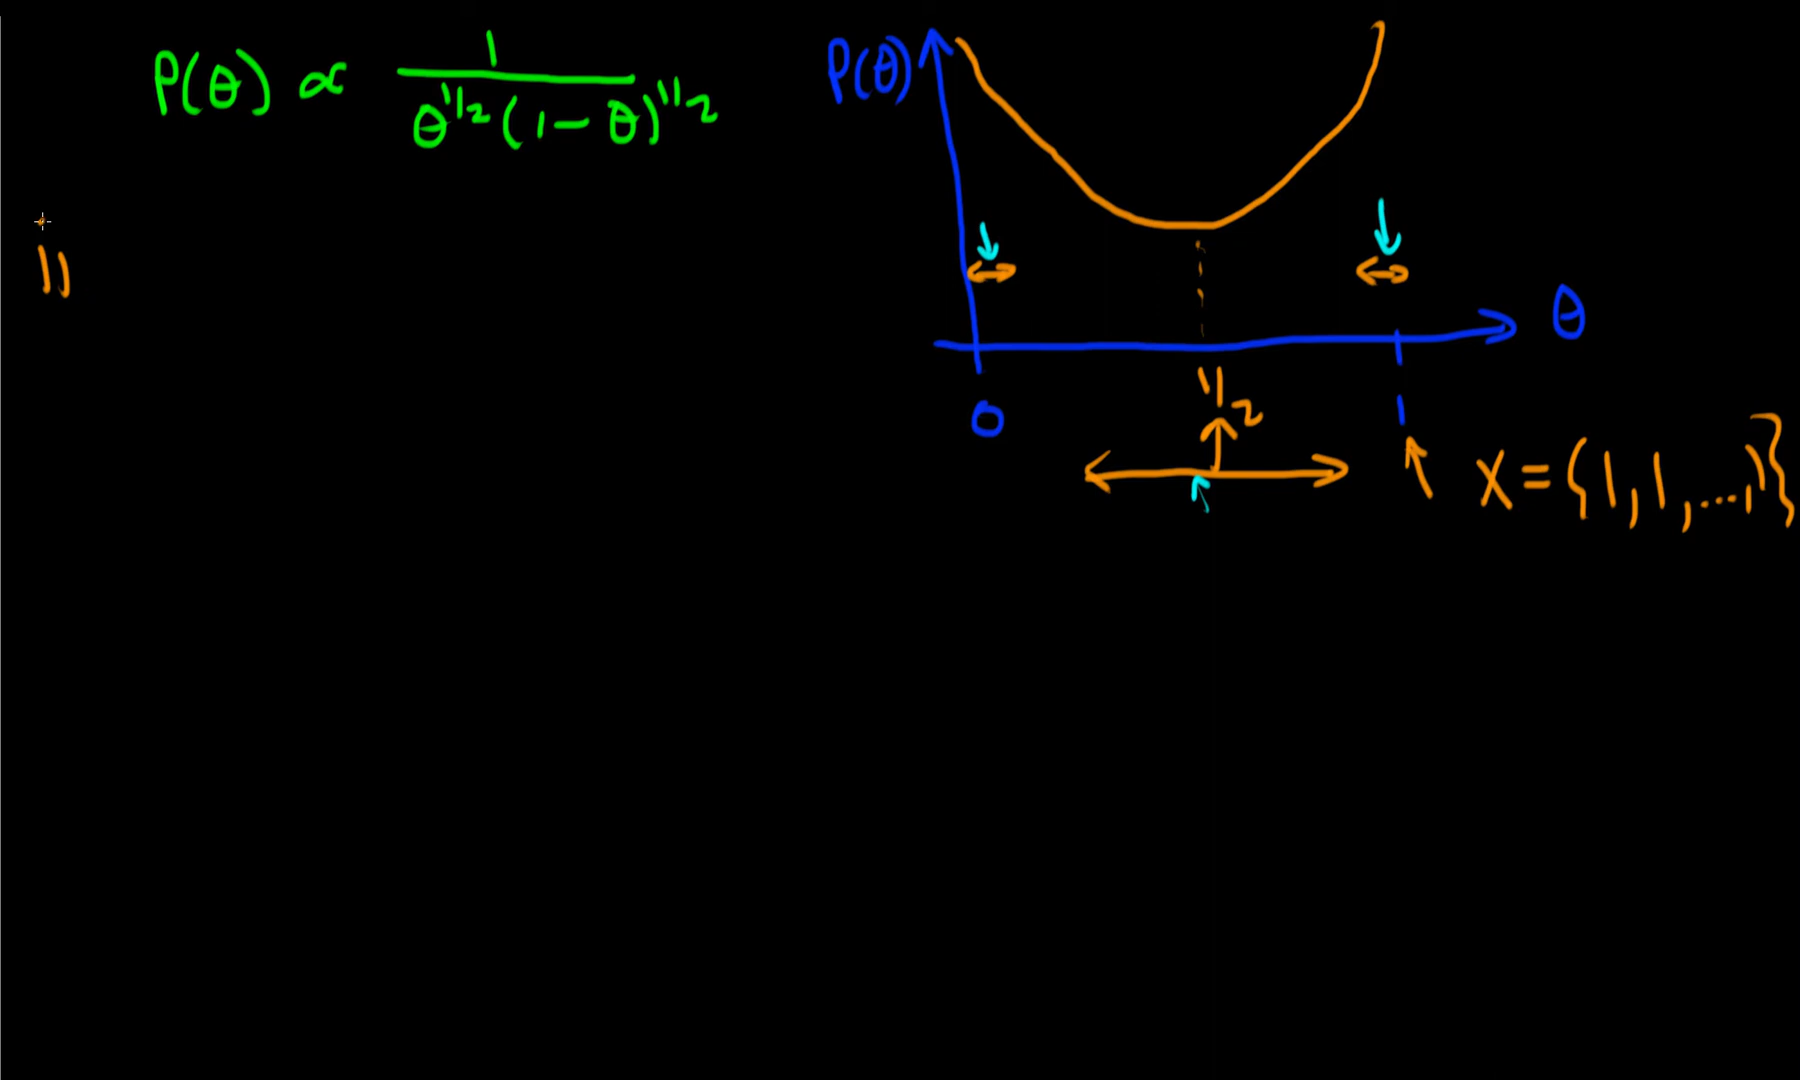 P(θ) ∝ 1 / θ^1/2 (1 - θ)^1/2
P(θ)
θ
0
1/2
X = {1, 1, ..., 1}